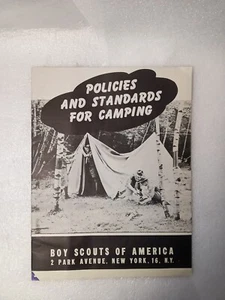 POLICIES
AND STANDARDS
FOR CAMPING
BOY SCOUTS OF AMERICA
2 PARK AVENUE, NEW YORK, 16, N.Y.